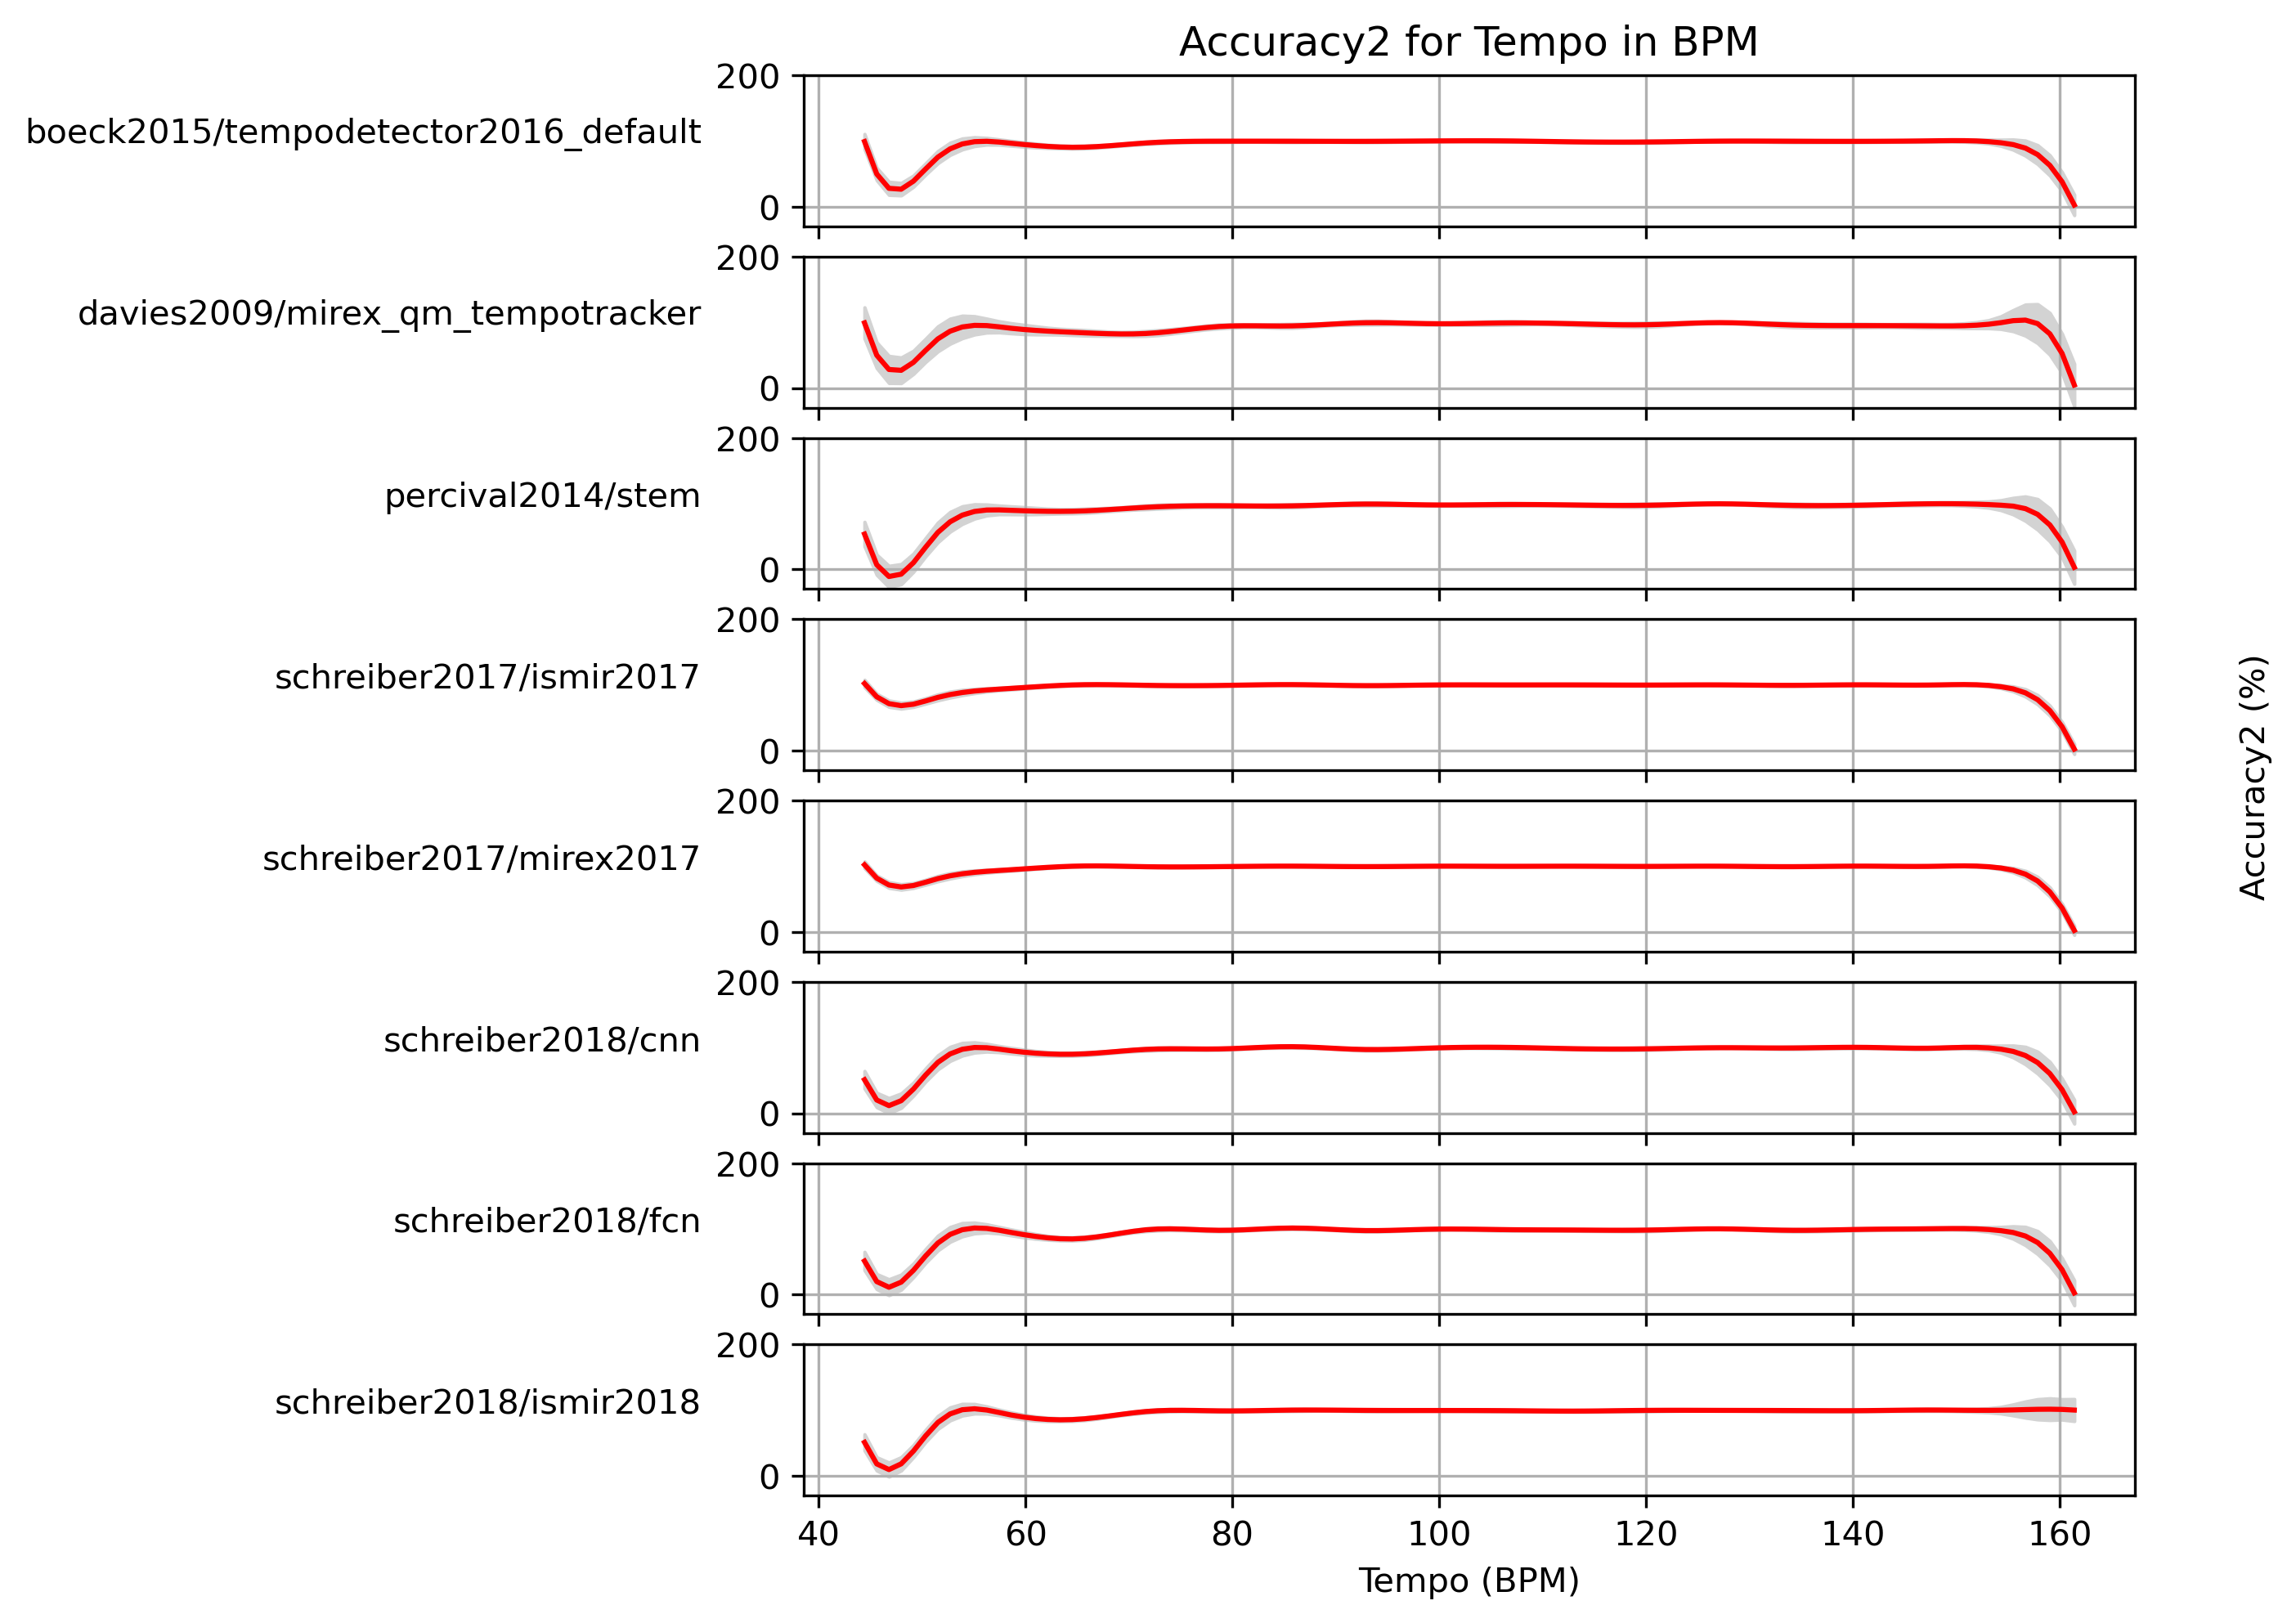 Accuracy2 for Tempo in BPM
200
boeck2015/tempodetector2016_default
0
200
davies2009/mirex_qm_tempotracker
0
200
percival2014/stem
0
200
schreiber2017/ismir2017
0
200
schreiber2017/mirex2017
0
200
schreiber2018/cnn
0
200
schreiber2018/fcn
0
200
schreiber2018/ismir2018
0
40 60 80 100 120 140 160
Tempo (BPM)
Accuracy2 (%)